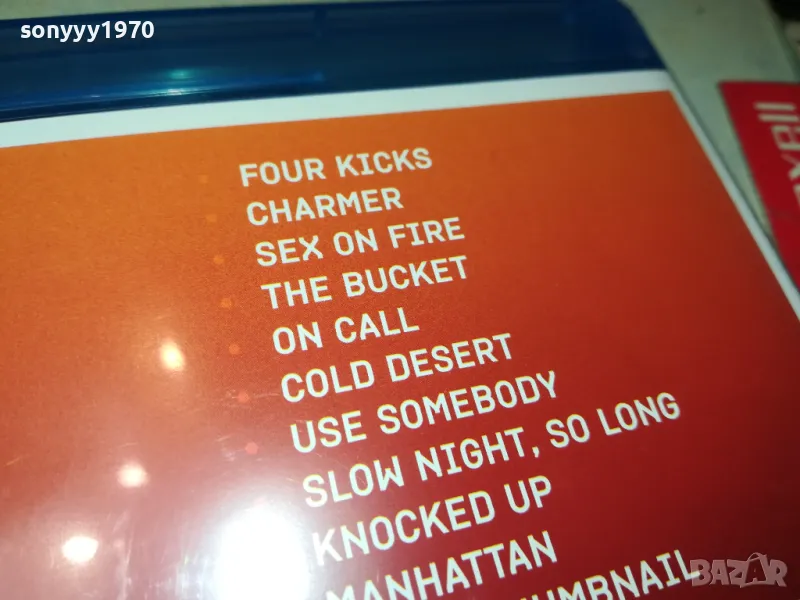 sonyyy1970
FOUR KICKS
CHARMER
SEX ON FIRE
THE BUCKET
ON CALL
COLD DESERT
USE SOMEBODY
SLOW NIGHT, SO LONG
KNOCKED UP
MANHATTAN
BAZAR